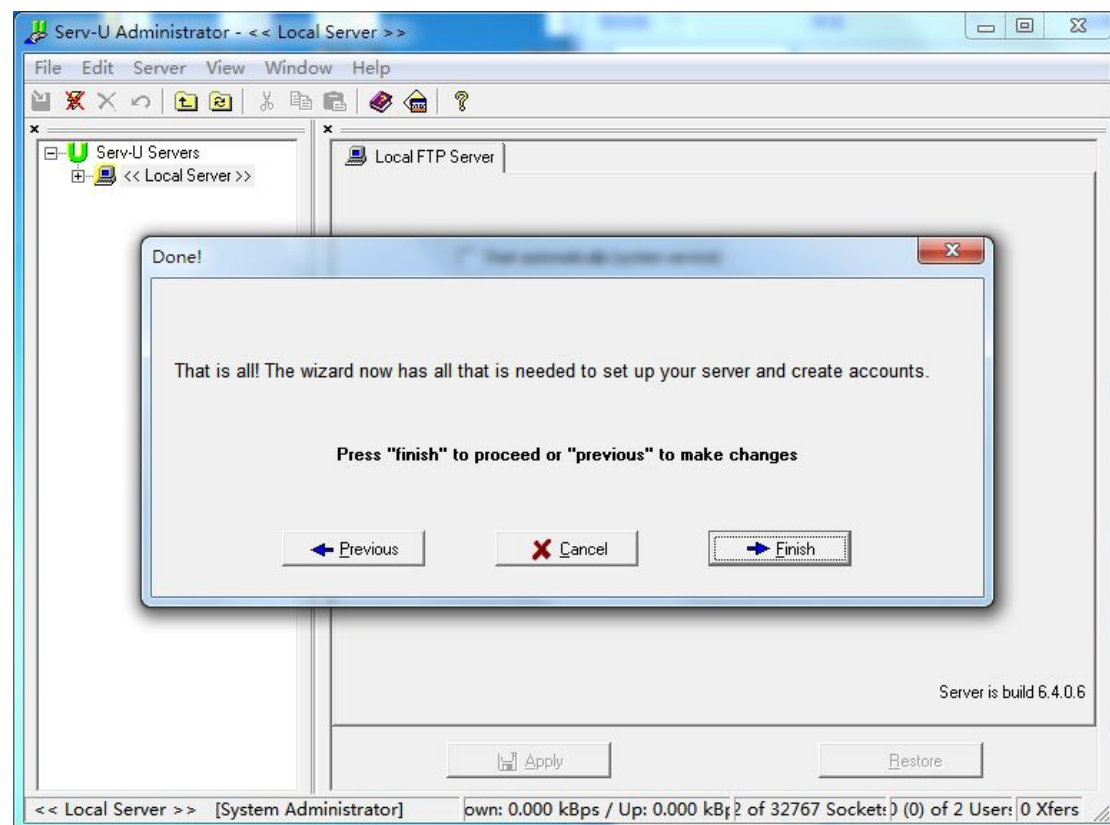 Serv-U Administrator - << Local Server >>
File Edit Server View Window Help
Serv-U Servers
<< Local Server >>
Local FTP Server
Done!
That is all! The wizard now has all that is needed to set up your server and create accounts.
Press "finish" to proceed or "previous" to make changes
Previous Cancel Finish
Server is build 6.4.0.6
Apply Restore
<< Local Server >> [System Administrator] own: 0.000 kBps / Up: 0.000 kBp 2 of 32767 Socket: (0) of 2 User: 0 Xfers